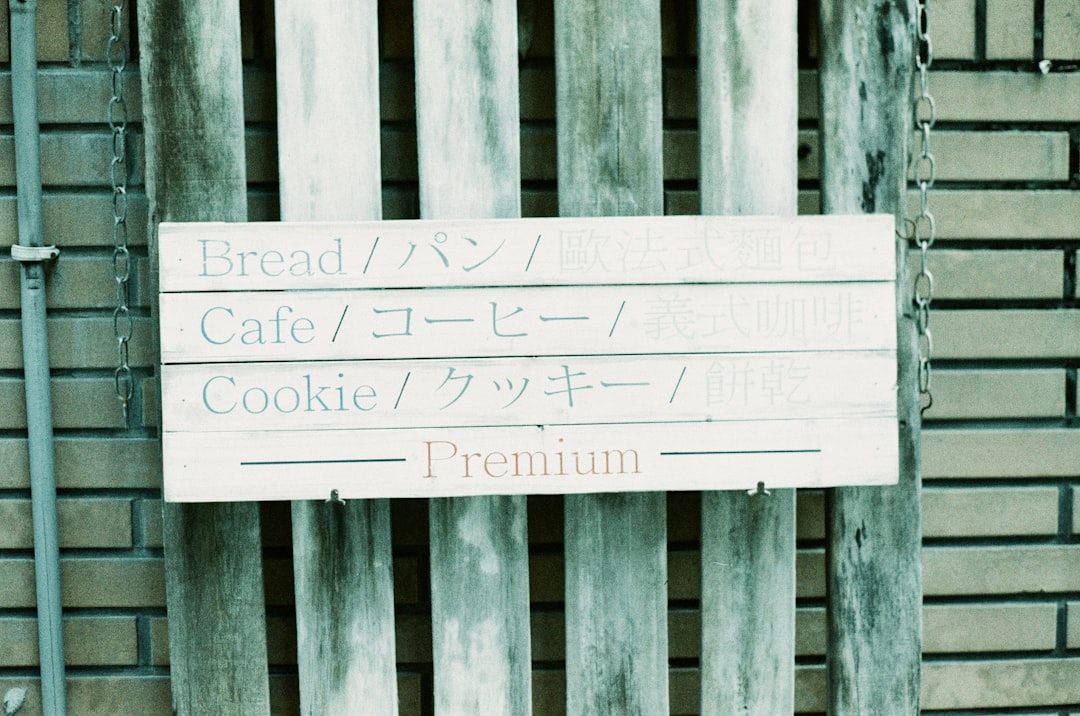 Bread / パン / 歐法式麵包
Cafe / コーヒー / 義式咖啡
Cookie / クッキー / 餅乾
Premium